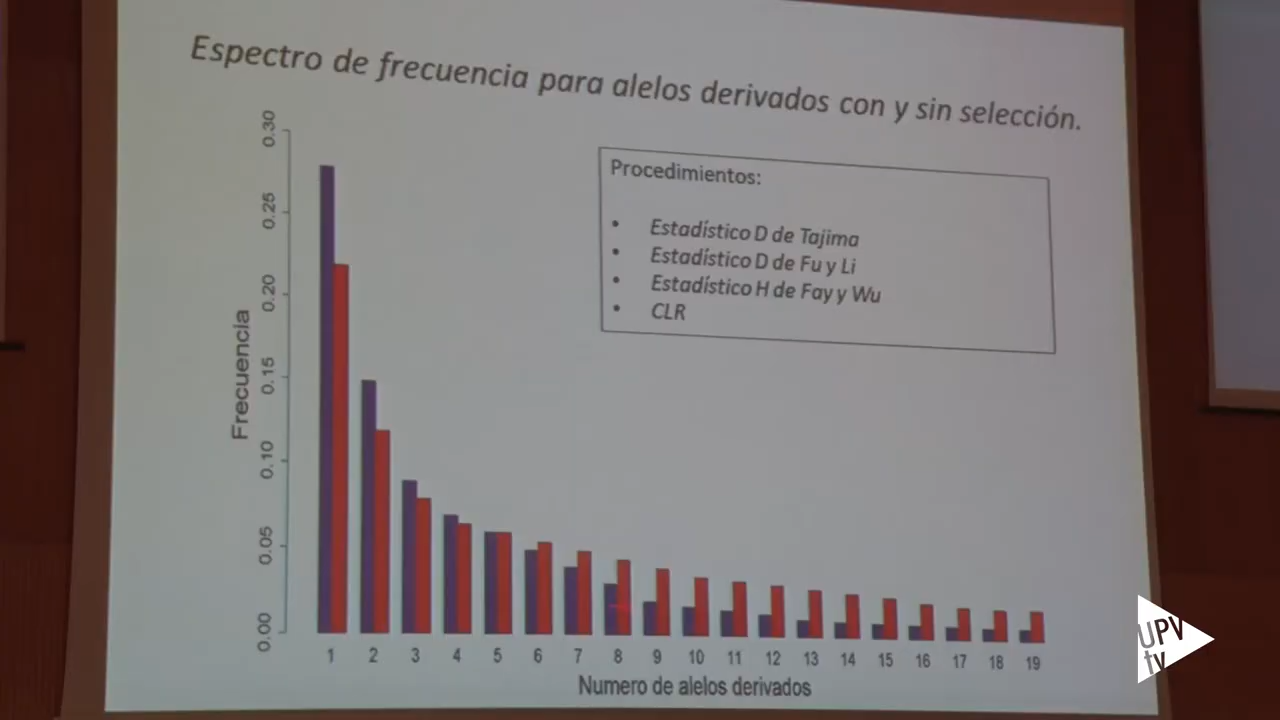 Espectro de frecuencia para alelos derivados con y sin selección.
Procedimientos:
• Estadístico D de Tajima
• Estadístico D de Fu y Li
• Estadístico H de Fay y Wu
• CLR
Frecuencia
0.30
0.25
0.20
0.15
0.10
0.05
0.00
1 2 3 4 5 6 7 8 9 10 11 12 13 14 15 16 17 18 19
Numero de alelos derivados
UPV
tv